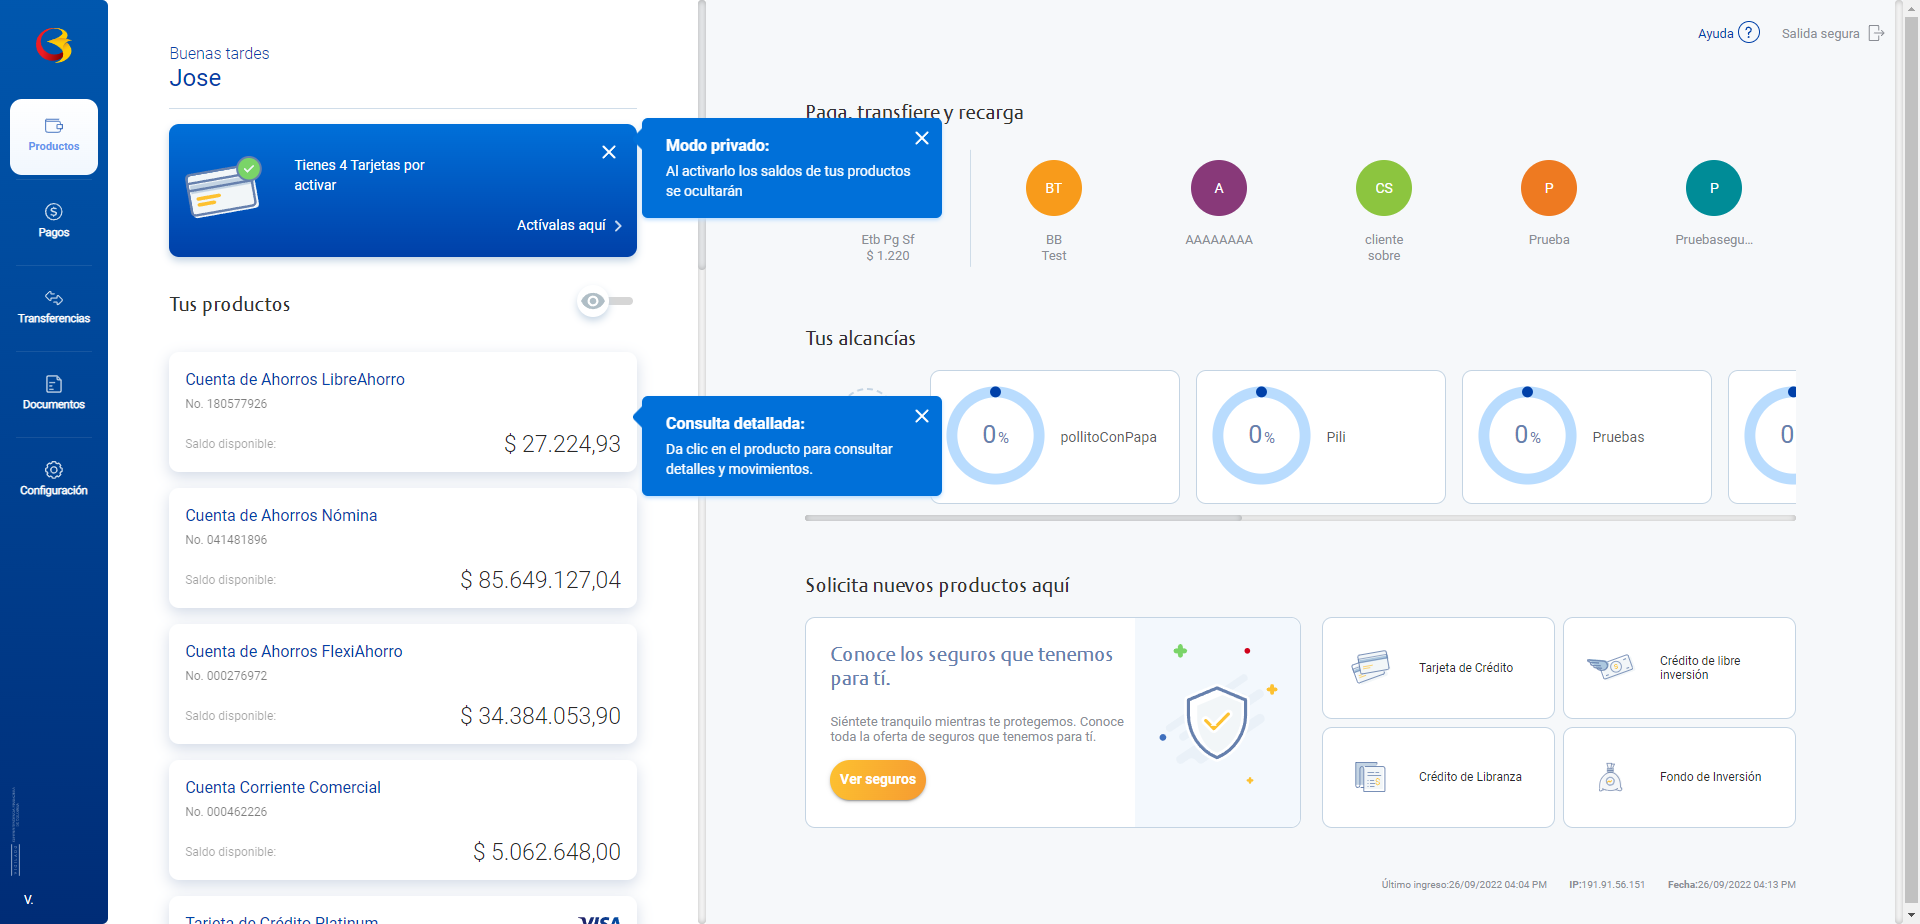 Productos
Pagos
Transferencias
Documentos
Configuración
V.
Buenas tardes
Jose
Tienes 4 Tarjetas por
activar
Actívalas aquí
Tus productos
Cuenta de Ahorros LibreAhorro
No. 180577926
Saldo disponible:
$ 27.224,93
Cuenta de Ahorros Nómina
No. 041481896
Saldo disponible:
$ 85.649.127,04
Cuenta de Ahorros FlexiAhorro
No. 000276972
Saldo disponible:
$ 34.384.053,90
Cuenta Corriente Comercial
No. 000462226
Saldo disponible:
$ 5.062.648,00
Tarjeta de Crédito Platinum
VISA
Modo privado:
Al activarlo los saldos de tus productos
se ocultarán
Consulta detallada:
Da clic en el producto para consultar
detalles y movimientos.
Ayuda ?
Salida segura
Paga, transfiere y recarga
Etb Pg Sf
$ 1.220
BT
BB
Test
A
AAAAAAAA
CS
cliente
sobre
P
Prueba
P
Pruebasegu...
Tus alcancías
0%
pollitoConPapa
0%
Pili
0%
Pruebas
0
Solicita nuevos productos aquí
Conoce los seguros que tenemos
para tí.
Siéntete tranquilo mientras te protegemos. Conoce
toda la oferta de seguros que tenemos para tí.
Ver seguros
Tarjeta de Crédito
Crédito de libre
inversión
Crédito de Libranza
Fondo de Inversión
Último ingreso:26/09/2022 04:04 PM
IP:191.91.56.151
Fecha:26/09/2022 04:13 PM